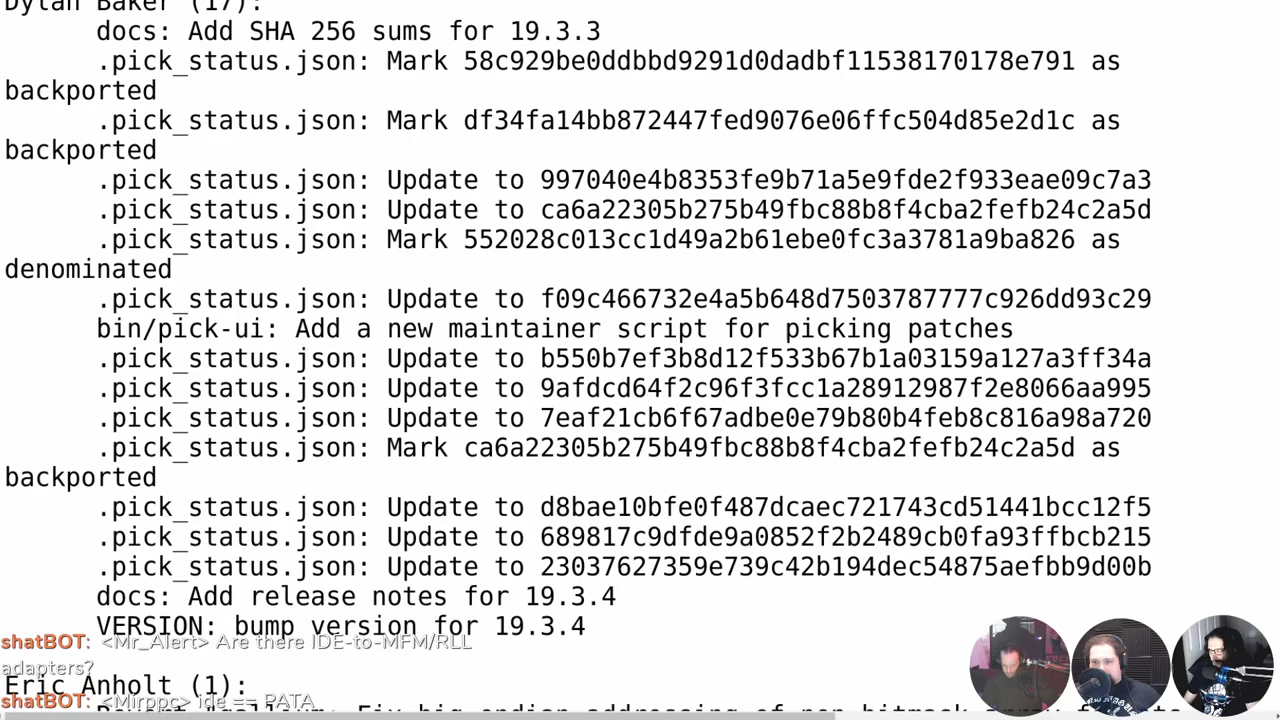 Dylan Baker (17):
docs: Add SHA 256 sums for 19.3.3
.pick_status.json: Mark 58c929be0ddbbd9291d0dadbf11538170178e791 as
backported
.pick_status.json: Mark df34fa14bb872447fed9076e06ffc504d85e2d1c as
backported
.pick_status.json: Update to 997040e4b8353fe9b71a5e9fde2f933eae09c7a3
.pick_status.json: Update to ca6a22305b275b49fbc88b8f4cba2fefb24c2a5d
.pick_status.json: Mark 552028c013cc1d49a2b61ebe0fc3a3781a9ba826 as
denominated
.pick_status.json: Update to f09c466732e4a5b648d7503787777c926dd93c29
bin/pick-ui: Add a new maintainer script for picking patches
.pick_status.json: Update to b550b7ef3b8d12f533b67b1a03159a127a3ff34a
.pick_status.json: Update to 9afdcd64f2c96f3fcc1a28912987f2e8066aa995
.pick_status.json: Update to 7eaf21cb6f67adbe0e79b80b4feb8c816a98a720
.pick_status.json: Mark ca6a22305b275b49fbc88b8f4cba2fefb24c2a5d as
backported
.pick_status.json: Update to d8bae10bfe0f487dcaec721743cd51441bcc12f5
.pick_status.json: Update to 689817c9dfde9a0852f2b2489cb0fa93ffbcb215
.pick_status.json: Update to 23037627359e739c42b194dec54875aefbb9d00b
docs: Add release notes for 19.3.4
VERSION: bump version for 19.3.4
shatBOT: <Mr_Alert> Are there IDE-to-MFM/RLL
adapters?
Eric Anholt (1):
shatBOT: <Mirppc> ide == PATA